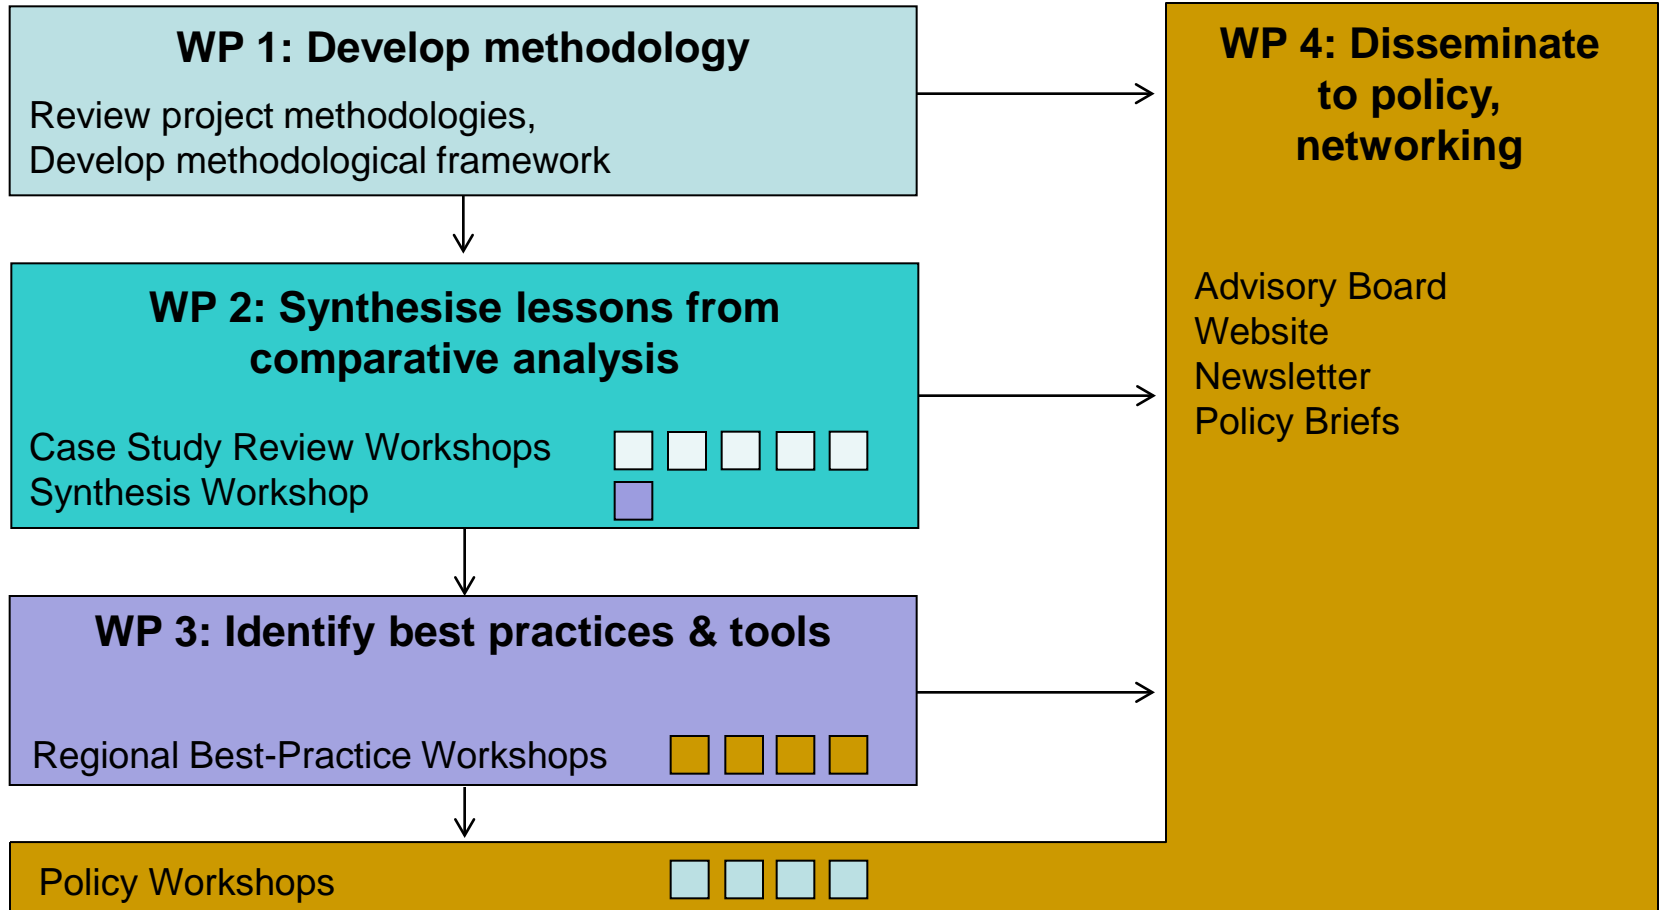 WP 1: Develop methodology
Review project methodologies,
Develop methodological framework
WP 2: Synthesise lessons from
comparative analysis
Case Study Review Workshops
Synthesis Workshop
WP 3: Identify best practices & tools
Regional Best-Practice Workshops
Policy Workshops
WP 4: Disseminate
to policy,
networking
Advisory Board
Website
Newsletter
Policy Briefs